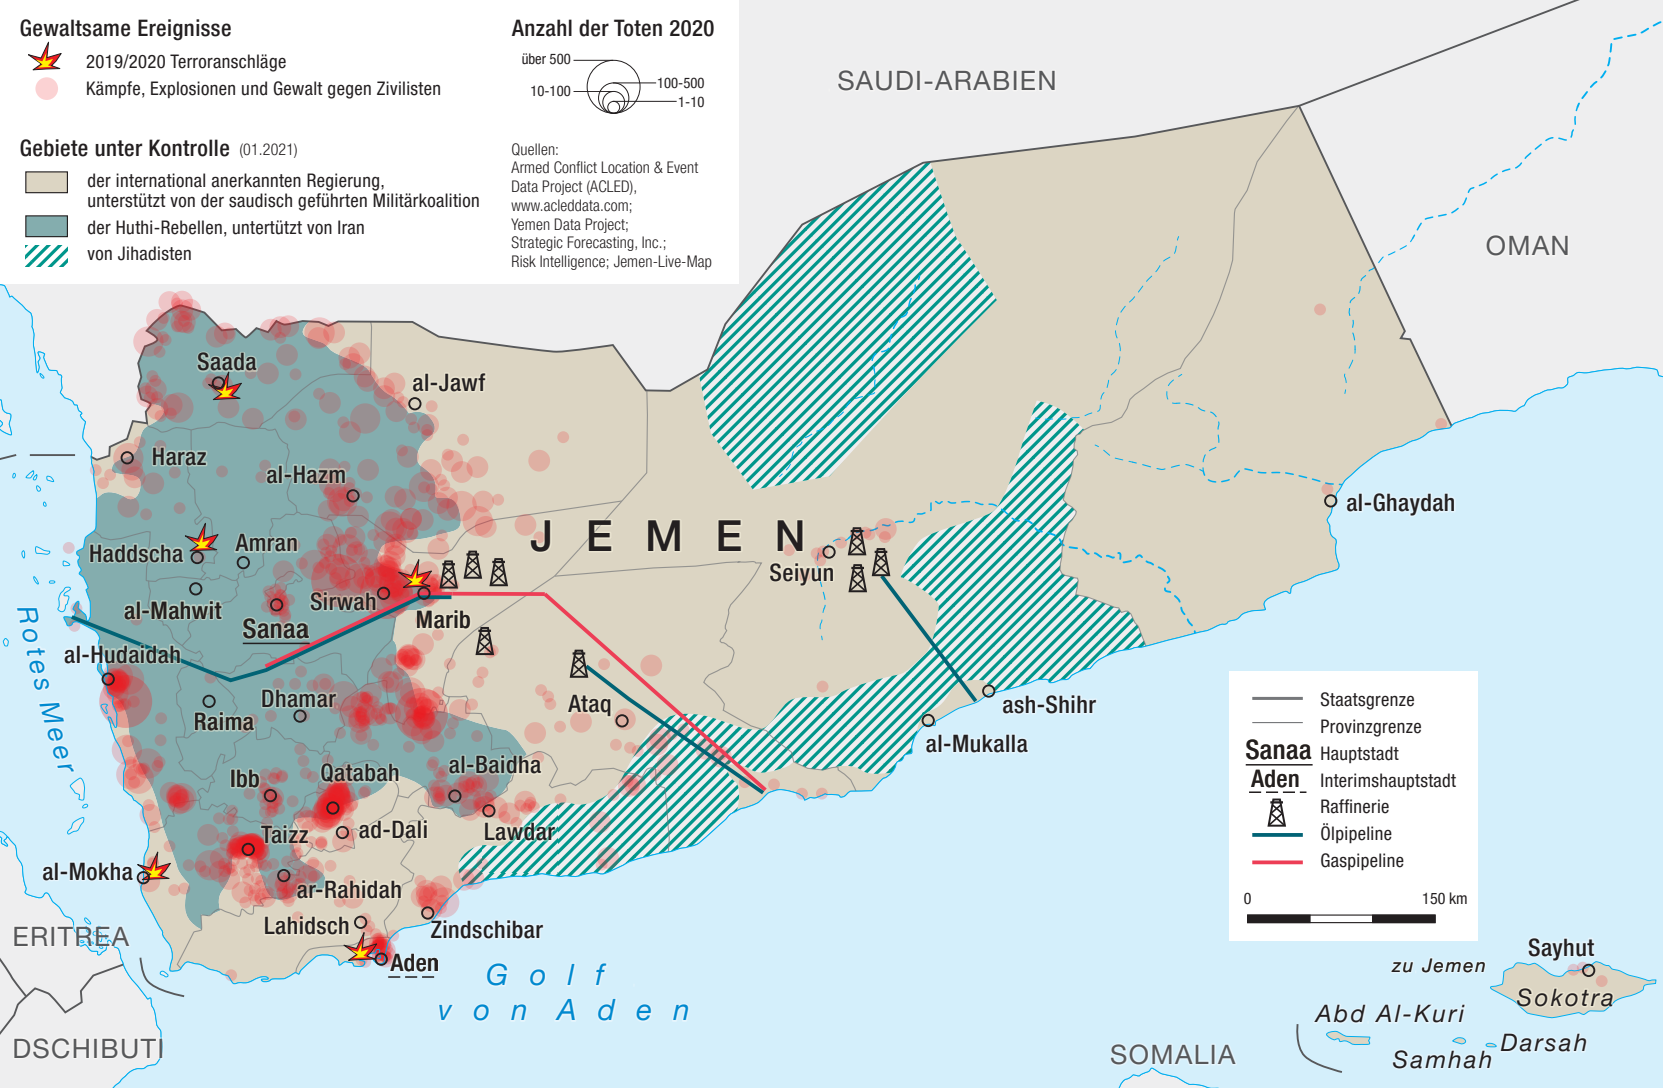 Gewaltsame Ereignisse
2019/2020 Terroranschläge
Kämpfe, Explosionen und Gewalt gegen Zivilisten
Gebiete unter Kontrolle (01.2021)
der international anerkannten Regierung,
unterstützt von der saudisch geführten Militärkoalition
der Huthi-Rebellen, untertützt von Iran
von Jihadisten
Anzahl der Toten 2020
über 500
100-500
10-100
1-10
Quellen:
Armed Conflict Location & Event
Data Project (ACLED),
www.acleddata.com;
Yemen Data Project;
Strategic Forecasting, Inc.;
Risk Intelligence; Jemen-Live-Map
SAUDI-ARABIEN
OMAN
Saada
al-Jawf
Haraz
al-Hazm
JEMEN
al-Ghaydah
Haddscha
Amran
Seiyun
al-Mahwit
Sirwah
Marib
Sanaa
Rotes Meer
al-Hudaidah
Dhamar
Raima
Ataq
ash-Shihr
al-Mukalla
Ibb
Qatabah
al-Baidha
Taizz
ad-Dali
Lawdar
al-Mokha
ar-Rahidah
Lahidsch
Zindschibar
Aden
ERITREA
DSCHIBUTI
Golf
von Aden
SOMALIA
Staatsgrenze
Provinzgrenze
Sanaa Hauptstadt
Aden Interimshauptstadt
Raffinerie
Ölpipeline
Gaspipeline
0 150 km
Sayhut
zu Jemen
Sokotra
Abd Al-Kuri
Darsah
Samhah